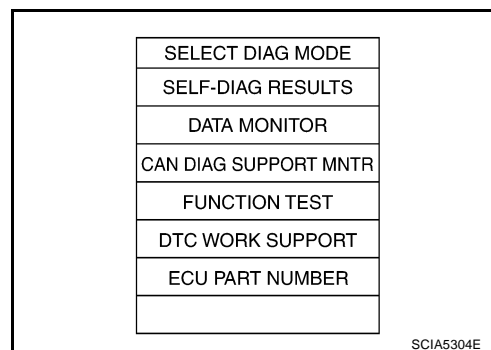 SELECT DIAG MODE
SELF-DIAG RESULTS
DATA MONITOR
CAN DIAG SUPPORT MNTR
FUNCTION TEST
DTC WORK SUPPORT
ECU PART NUMBER
SCIA5304E